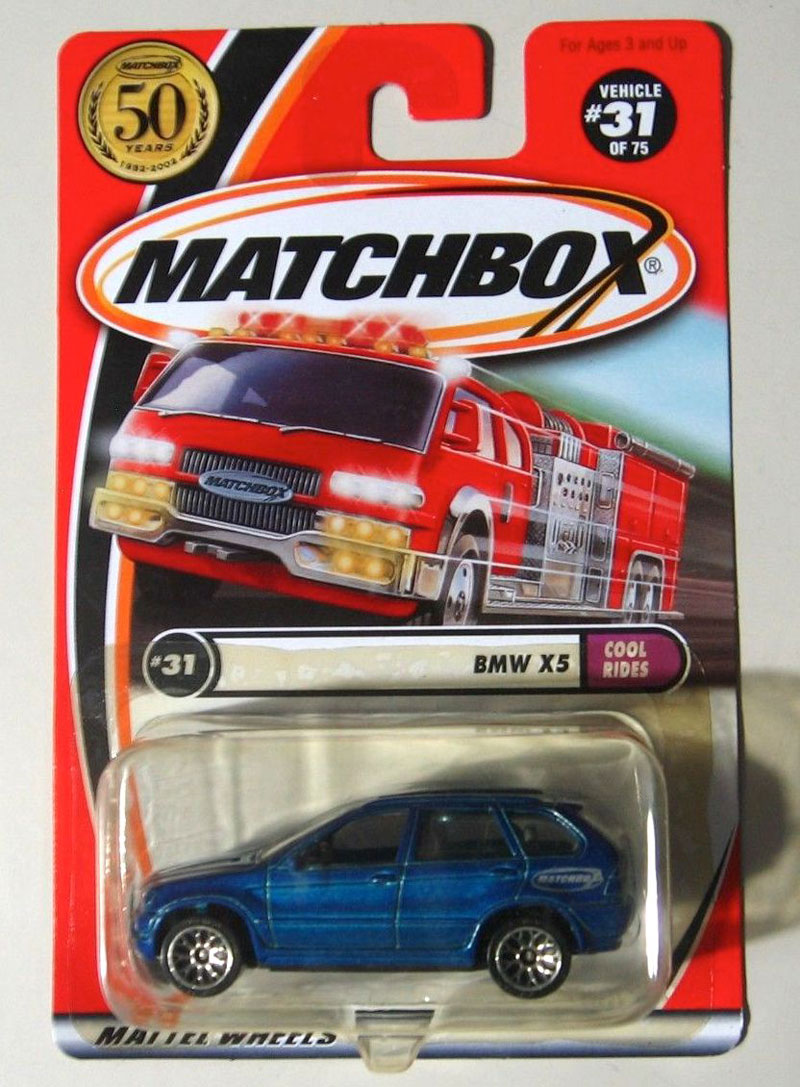 MATCHBOX
50
YEARS
1952-2002
For Ages 3 and Up
VEHICLE
#31
OF 75
MATCHBOX®
MATCHBOX
#31
BMW X5
COOL
RIDES
MATCHBOX
MATTEL WHEELS